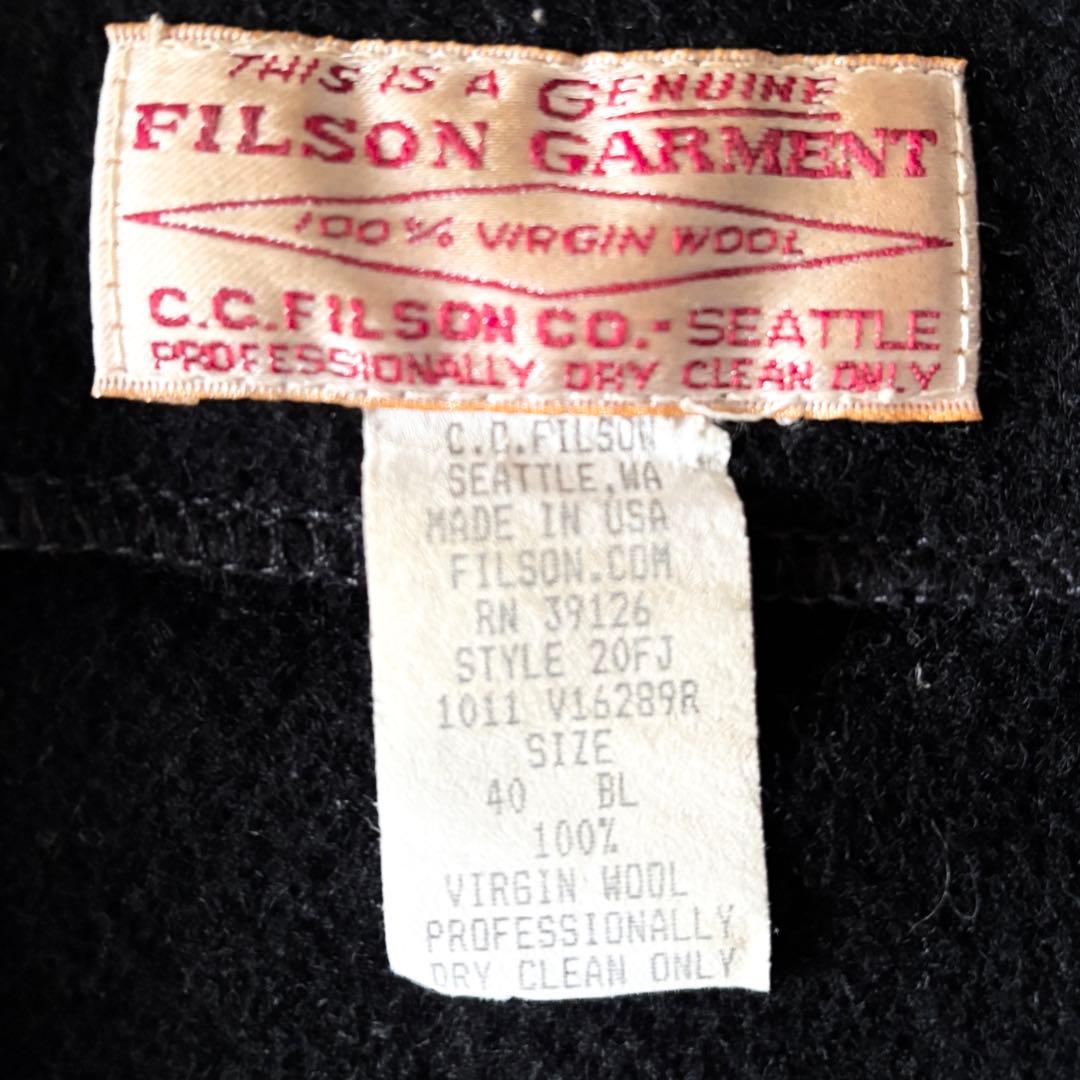 THIS IS A GENUINE
FILSON GARMENT
100% VIRGIN WOOL
C.C.FILSON CO.-SEATTLE
PROFESSIONALLY DRY CLEAN ONLY
C.C.FILSON
SEATTLE,WA
MADE IN USA
FILSON.COM
RN 39126
STYLE 20FJ
1011 V16289R
SIZE
40 BL
100%
VIRGIN WOOL
PROFESSIONALLY
DRY CLEAN ONLY